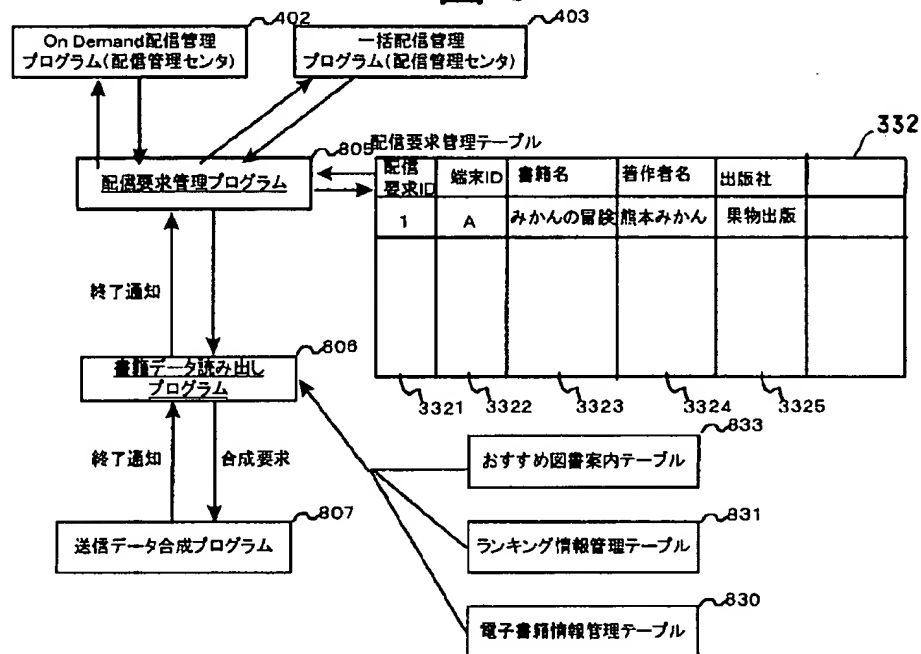 402
403
On Demand配信管理
プログラム(配信管理センタ)
一括配信管理
プログラム(配信管理センタ)
805
配信要求管理プログラム
配信要求管理テーブル
332
配信
要求ID
端末ID
書籍名
著作者名
出版社
1
A
みかんの冒険
熊本みかん
果物出版
3321
3322
3323
3324
3325
終了通知
806
書籍データ読み出し
プログラム
終了通知
合成要求
807
送信データ合成プログラム
833
おすすめ図書案内テーブル
831
ランキング情報管理テーブル
830
電子書籍情報管理テーブル